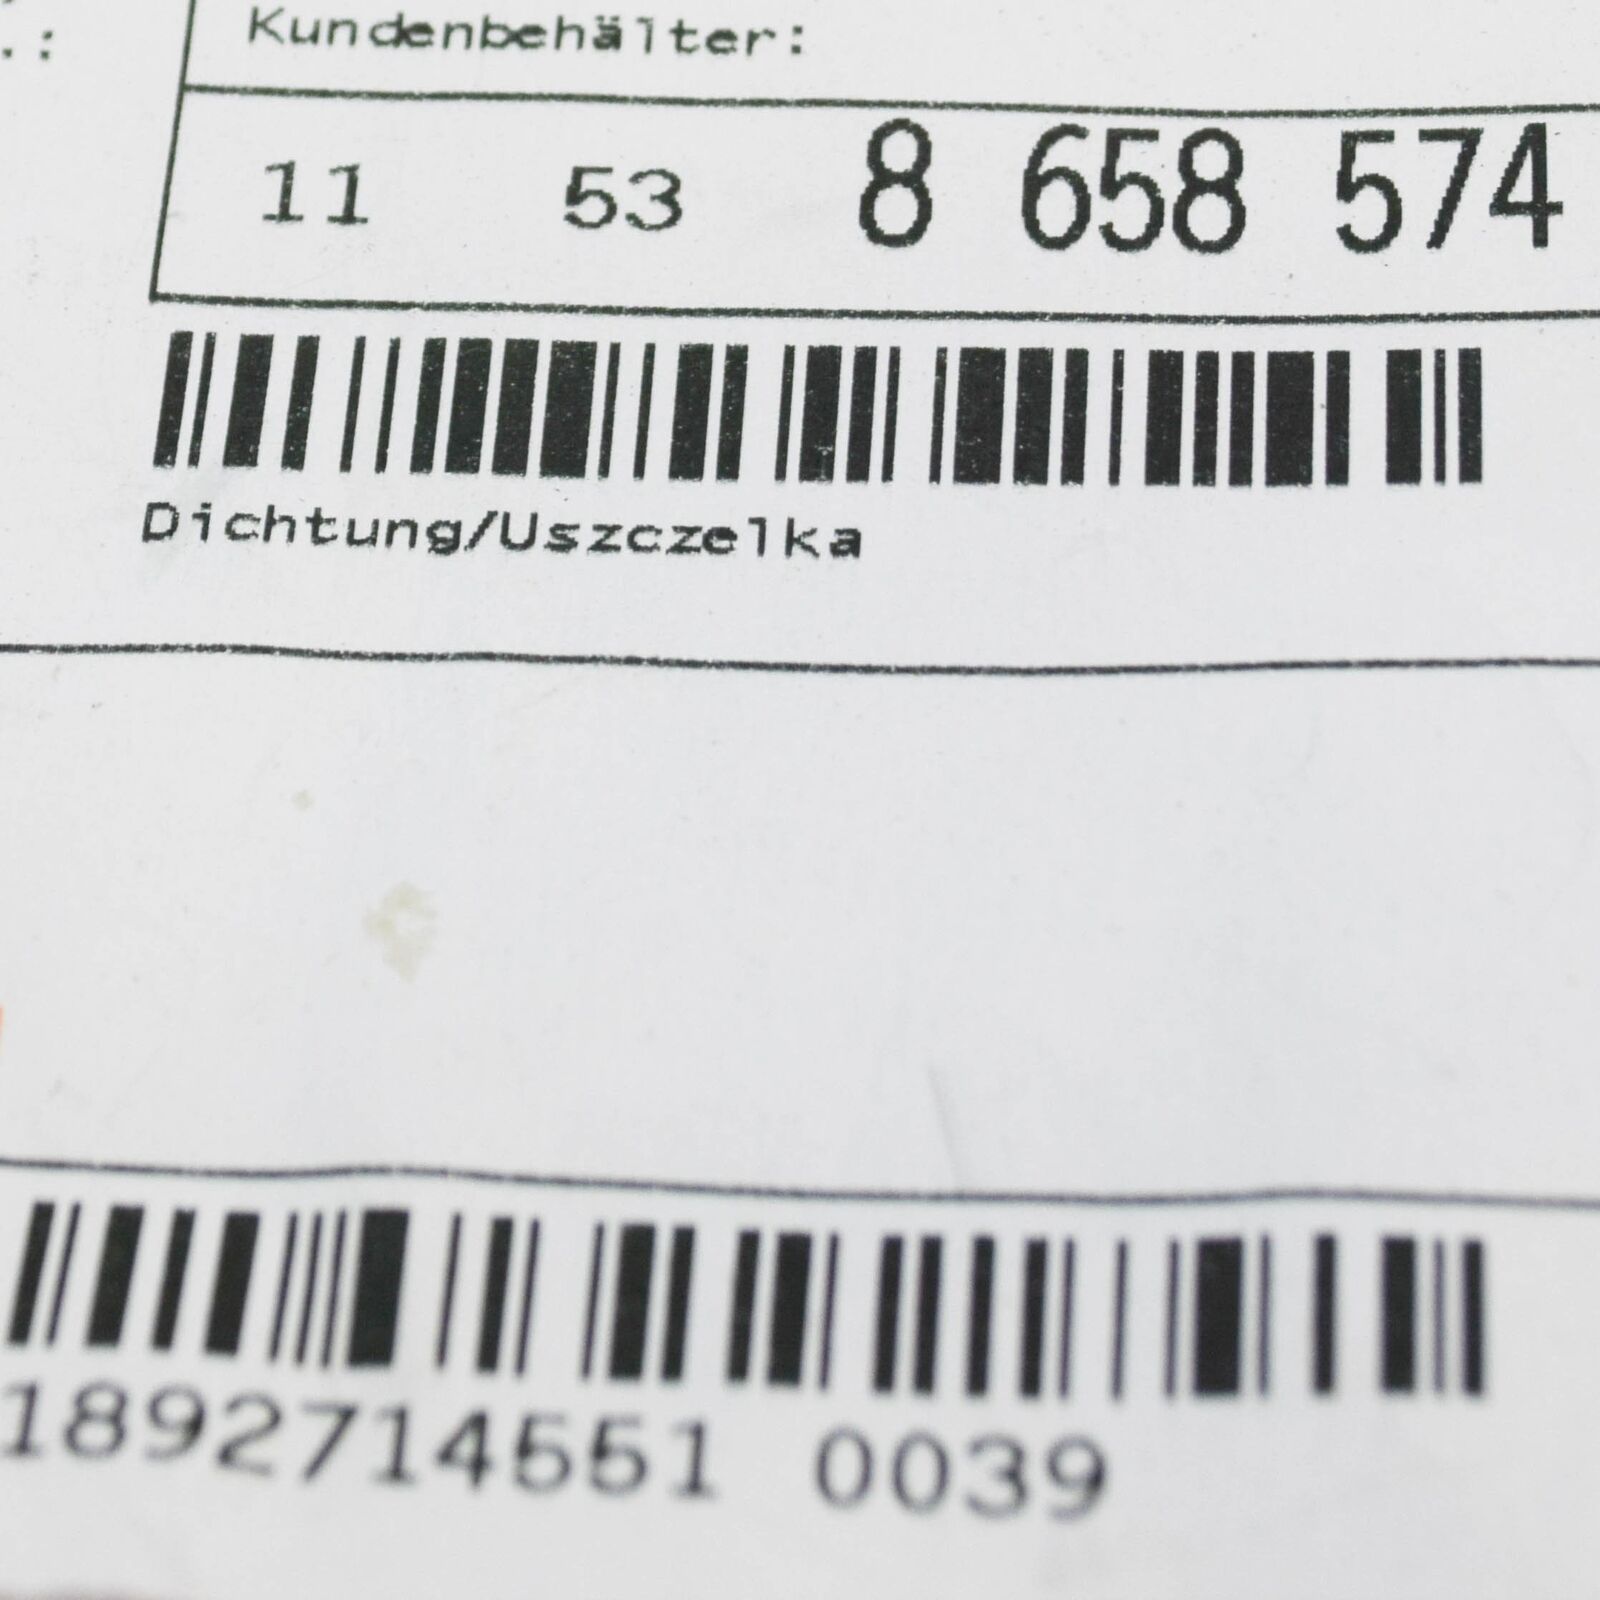 Kundenbehälter:
11 53 8 658 574
Dichtung/Uszczelka
1892714551 0039